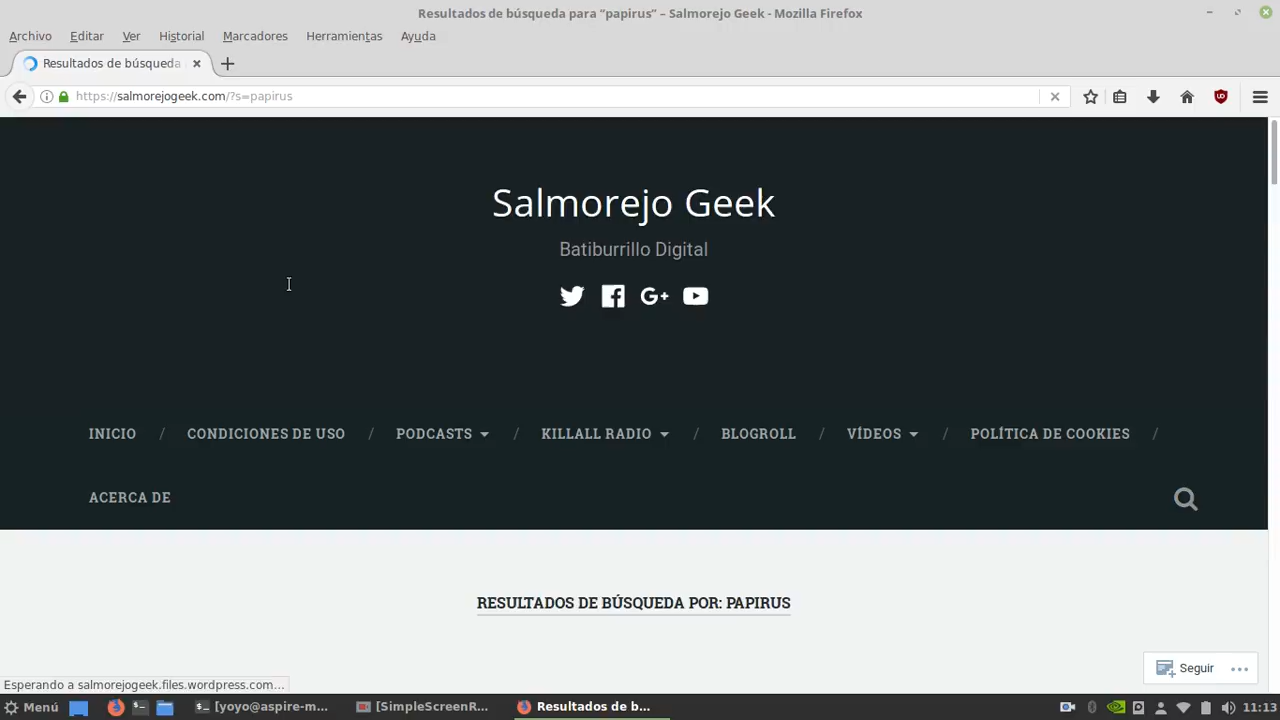 Resultados de búsqueda para “papirus” – Salmorejo Geek - Mozilla Firefox
Archivo Editar Ver Historial Marcadores Herramientas Ayuda
Resultados de búsqueda
https://salmorejogeek.com/?s=papirus
Salmorejo Geek
Batiburrillo Digital
INICIO / CONDICIONES DE USO / PODCASTS / KILLALL RADIO / BLOGROLL / VÍDEOS / POLÍTICA DE COOKIES /
ACERCA DE
RESULTADOS DE BÚSQUEDA POR: PAPIRUS
Seguir
Esperando a salmorejogeek.files.wordpress.com...
Menú [yoyo@aspire-m... [SimpleScreenR... Resultados de b... 11:13